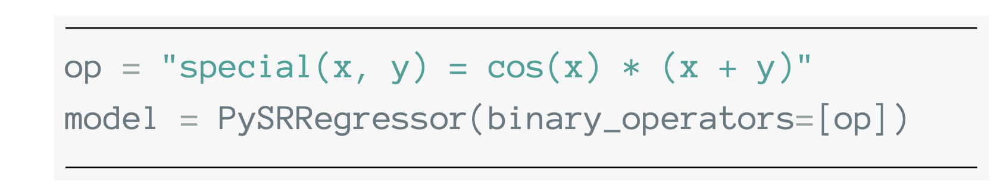 op = "special(x, y) = cos(x) * (x + y)"
model = PySRRegressor(binary_operators=[op])